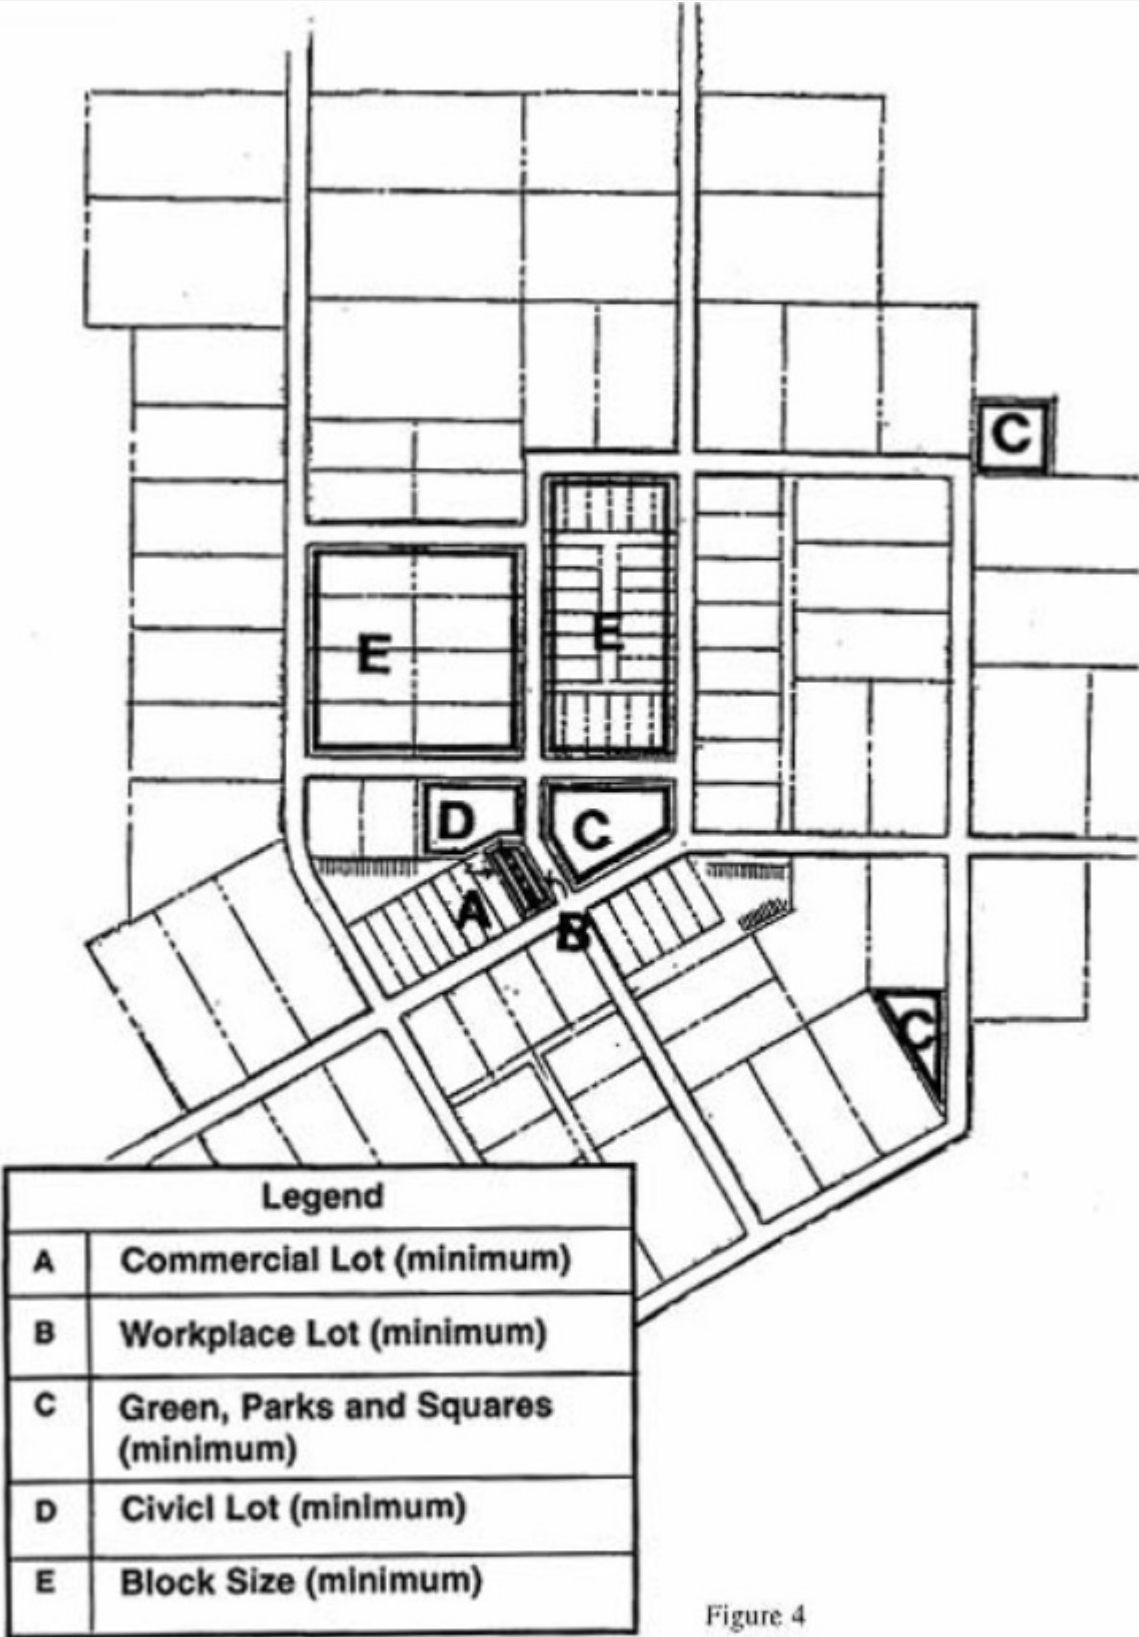 C
E
E
D
C
A
B
C
Legend
A Commercial Lot (minimum)
B Workplace Lot (minimum)
C Green, Parks and Squares
(minimum)
D Civicl Lot (minimum)
E Block Size (minimum)
Figure 4